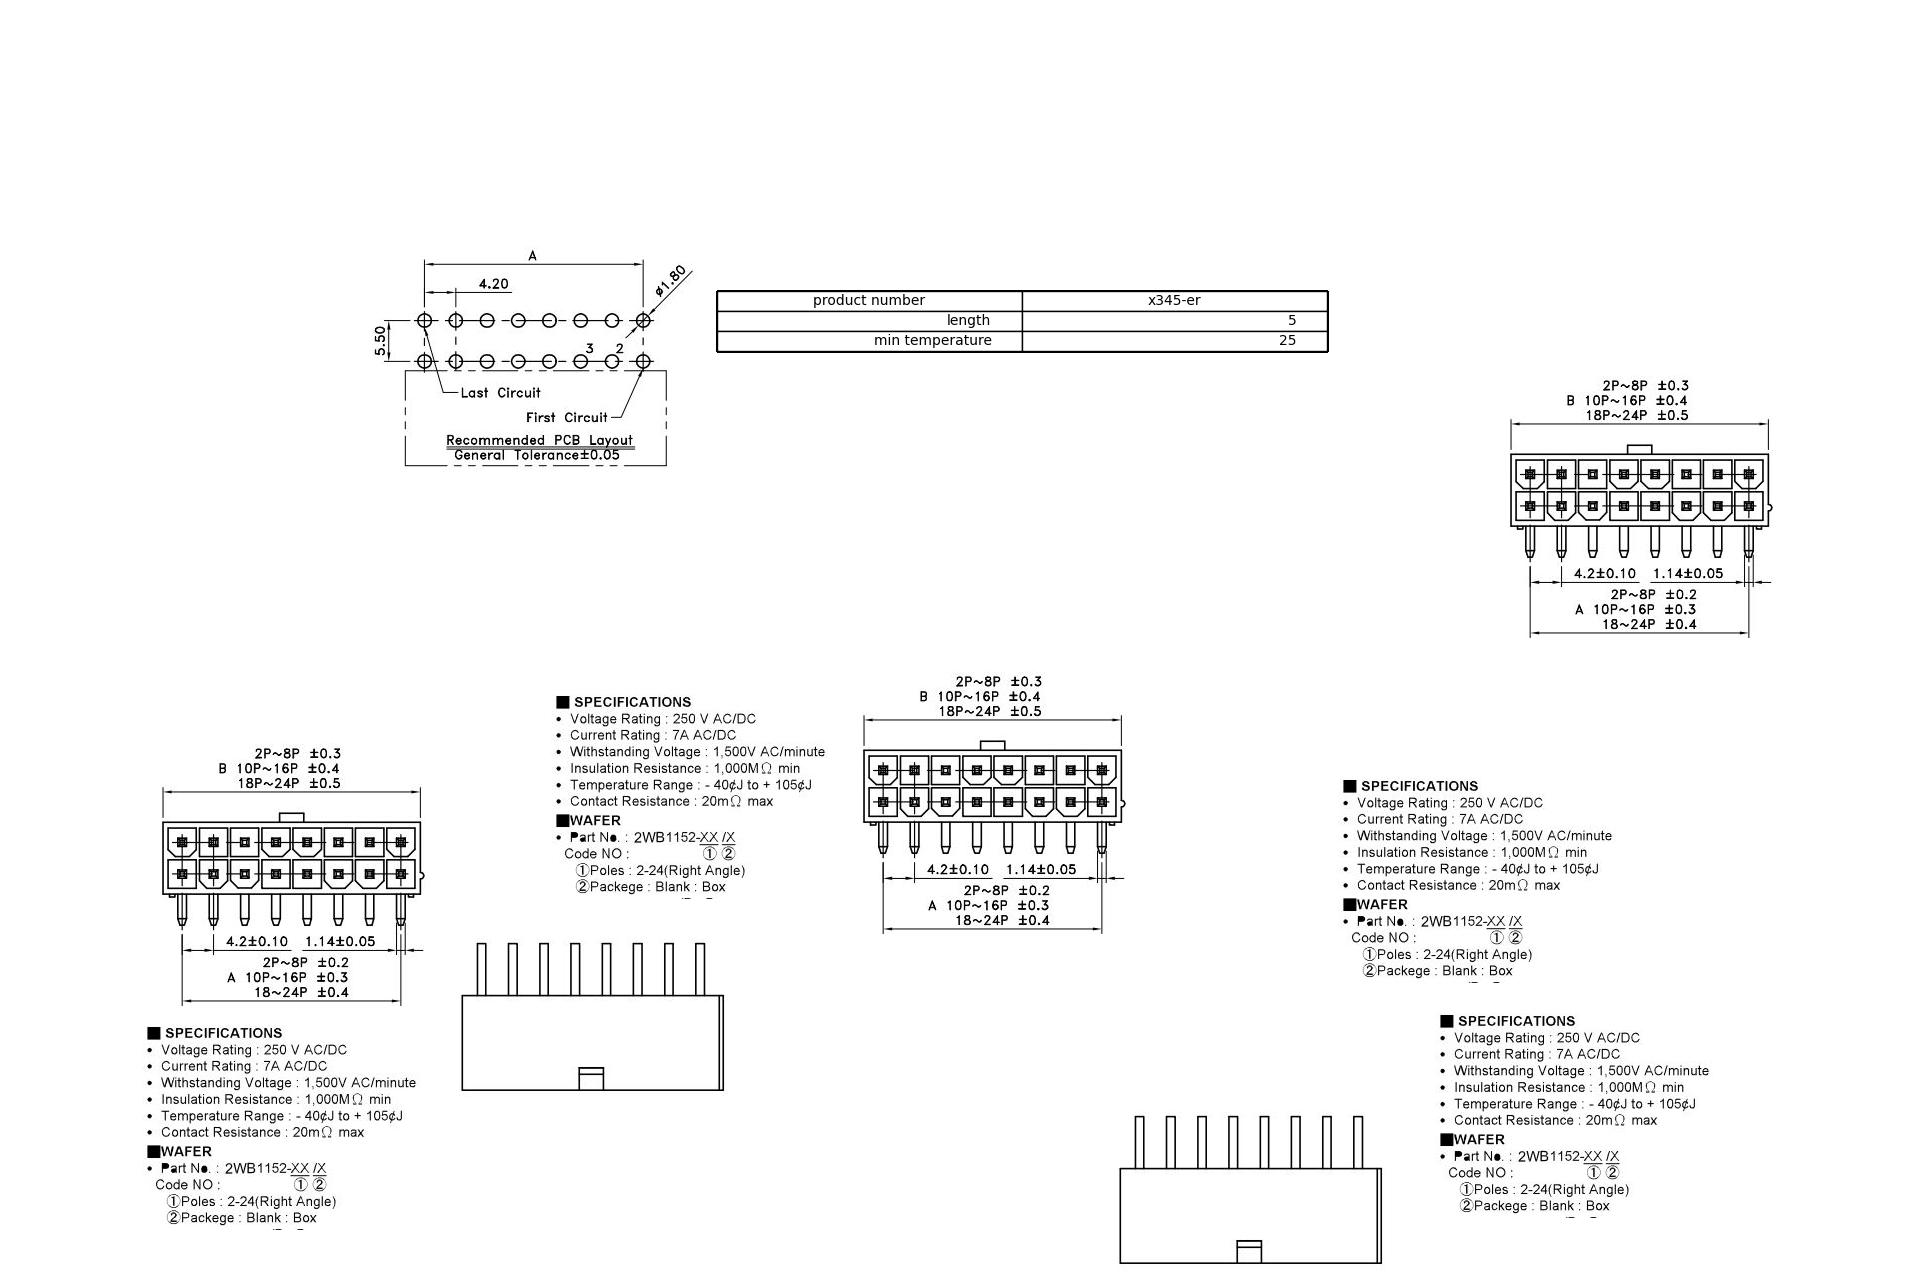 A
4.20
ø1.80
5.50
3 2
Last Circuit
First Circuit
Recommended PCB Layout
General Tolerance±0.05
product number x345-er
length 5
min temperature 25
2P~8P ±0.3
B 10P~16P ±0.4
18P~24P ±0.5
4.2±0.10 1.14±0.05
2P~8P ±0.2
A 10P~16P ±0.3
18~24P ±0.4
■ SPECIFICATIONS
• Voltage Rating : 250 V AC/DC
• Current Rating : 7A AC/DC
• Withstanding Voltage : 1,500V AC/minute
• Insulation Resistance : 1,000MΩ min
• Temperature Range : - 40¢J to + 105¢J
• Contact Resistance : 20mΩ max
■WAFER
• Part No. : 2WB1152-XX /X
Code NO : ① ②
①Poles : 2-24(Right Angle)
②Packege : Blank : Box
2P~8P ±0.3
B 10P~16P ±0.4
18P~24P ±0.5
4.2±0.10 1.14±0.05
2P~8P ±0.2
A 10P~16P ±0.3
18~24P ±0.4
2P~8P ±0.3
B 10P~16P ±0.4
18P~24P ±0.5
4.2±0.10 1.14±0.05
2P~8P ±0.2
A 10P~16P ±0.3
18~24P ±0.4
■ SPECIFICATIONS
• Voltage Rating : 250 V AC/DC
• Current Rating : 7A AC/DC
• Withstanding Voltage : 1,500V AC/minute
• Insulation Resistance : 1,000MΩ min
• Temperature Range : - 40¢J to + 105¢J
• Contact Resistance : 20mΩ max
■WAFER
• Part No. : 2WB1152-XX /X
Code NO : ① ②
①Poles : 2-24(Right Angle)
②Packege : Blank : Box
■ SPECIFICATIONS
• Voltage Rating : 250 V AC/DC
• Current Rating : 7A AC/DC
• Withstanding Voltage : 1,500V AC/minute
• Insulation Resistance : 1,000MΩ min
• Temperature Range : - 40¢J to + 105¢J
• Contact Resistance : 20mΩ max
■WAFER
• Part No. : 2WB1152-XX /X
Code NO : ① ②
①Poles : 2-24(Right Angle)
②Packege : Blank : Box
■ SPECIFICATIONS
• Voltage Rating : 250 V AC/DC
• Current Rating : 7A AC/DC
• Withstanding Voltage : 1,500V AC/minute
• Insulation Resistance : 1,000MΩ min
• Temperature Range : - 40¢J to + 105¢J
• Contact Resistance : 20mΩ max
■WAFER
• Part No. : 2WB1152-XX /X
Code NO : ① ②
①Poles : 2-24(Right Angle)
②Packege : Blank : Box